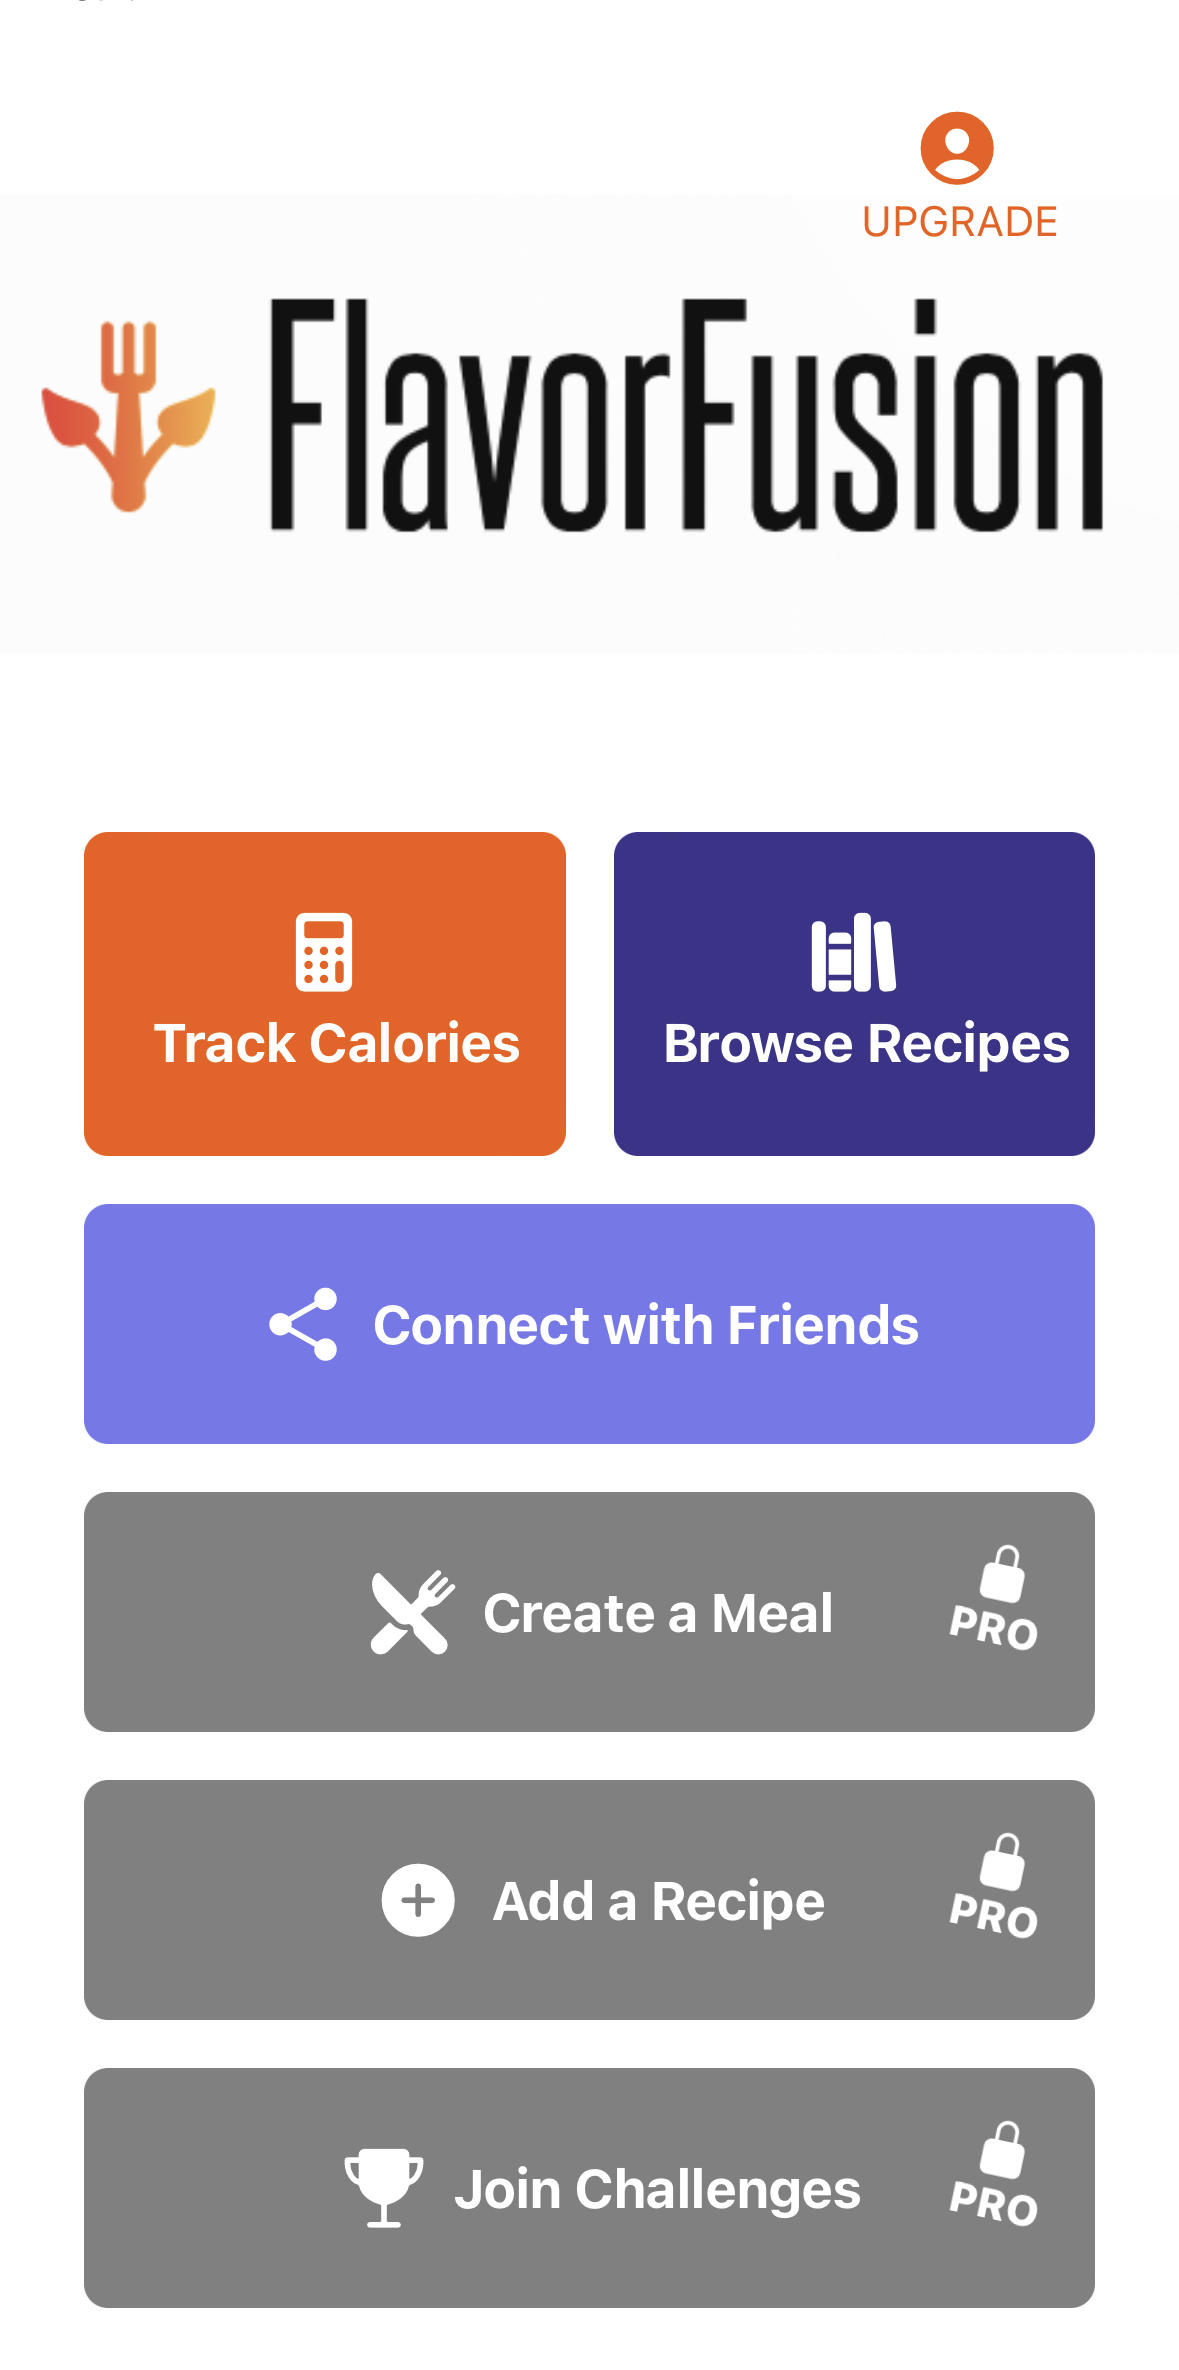 UPGRADE
FlavorFusion
Track Calories
Browse Recipes
Connect with Friends
Create a Meal
PRO
Add a Recipe
PRO
Join Challenges
PRO